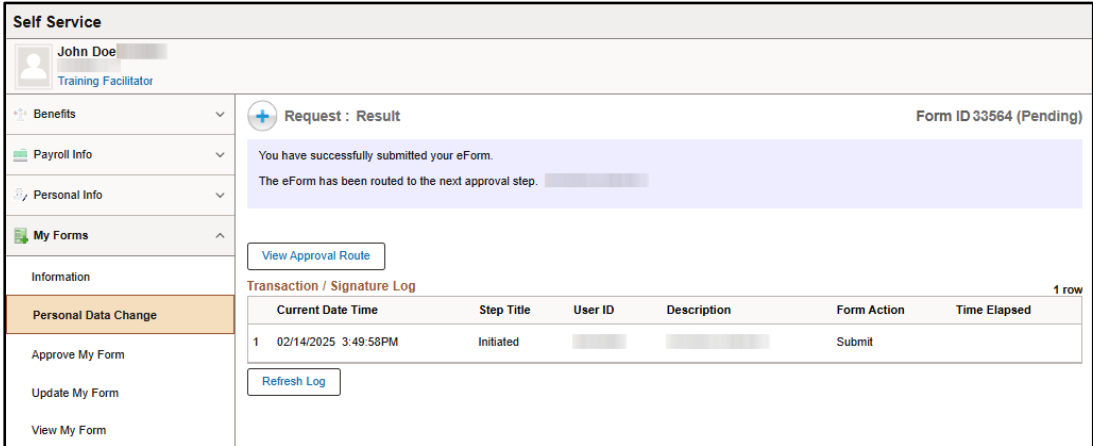 Self Service
John Doe
Training Facilitator
Benefits
Payroll Info
Personal Info
My Forms
Information
Personal Data Change
Approve My Form
Update My Form
View My Form
Request : Result
Form ID 33564 (Pending)
You have successfully submitted your eForm.
The eForm has been routed to the next approval step.
View Approval Route
Transaction / Signature Log
1 row
Current Date Time Step Title User ID Description Form Action Time Elapsed
1 02/14/2025 3:49:58PM Initiated Submit
Refresh Log